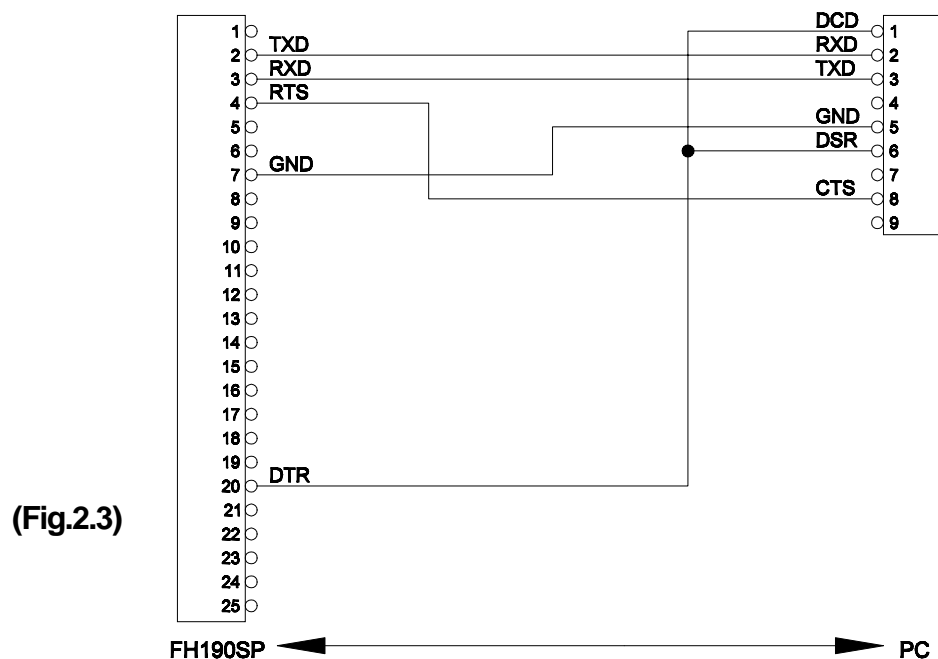 1 DCD 1
2 TXD RXD 2
3 RXD TXD 3
4 RTS 4
5 GND 5
6 DSR 6
7 GND 7
8 CTS 8
9 9
10
11
12
13
14
15
16
17
18
19
20 DTR
21
(Fig.2.3)
22
23
24
25
FH190SP PC